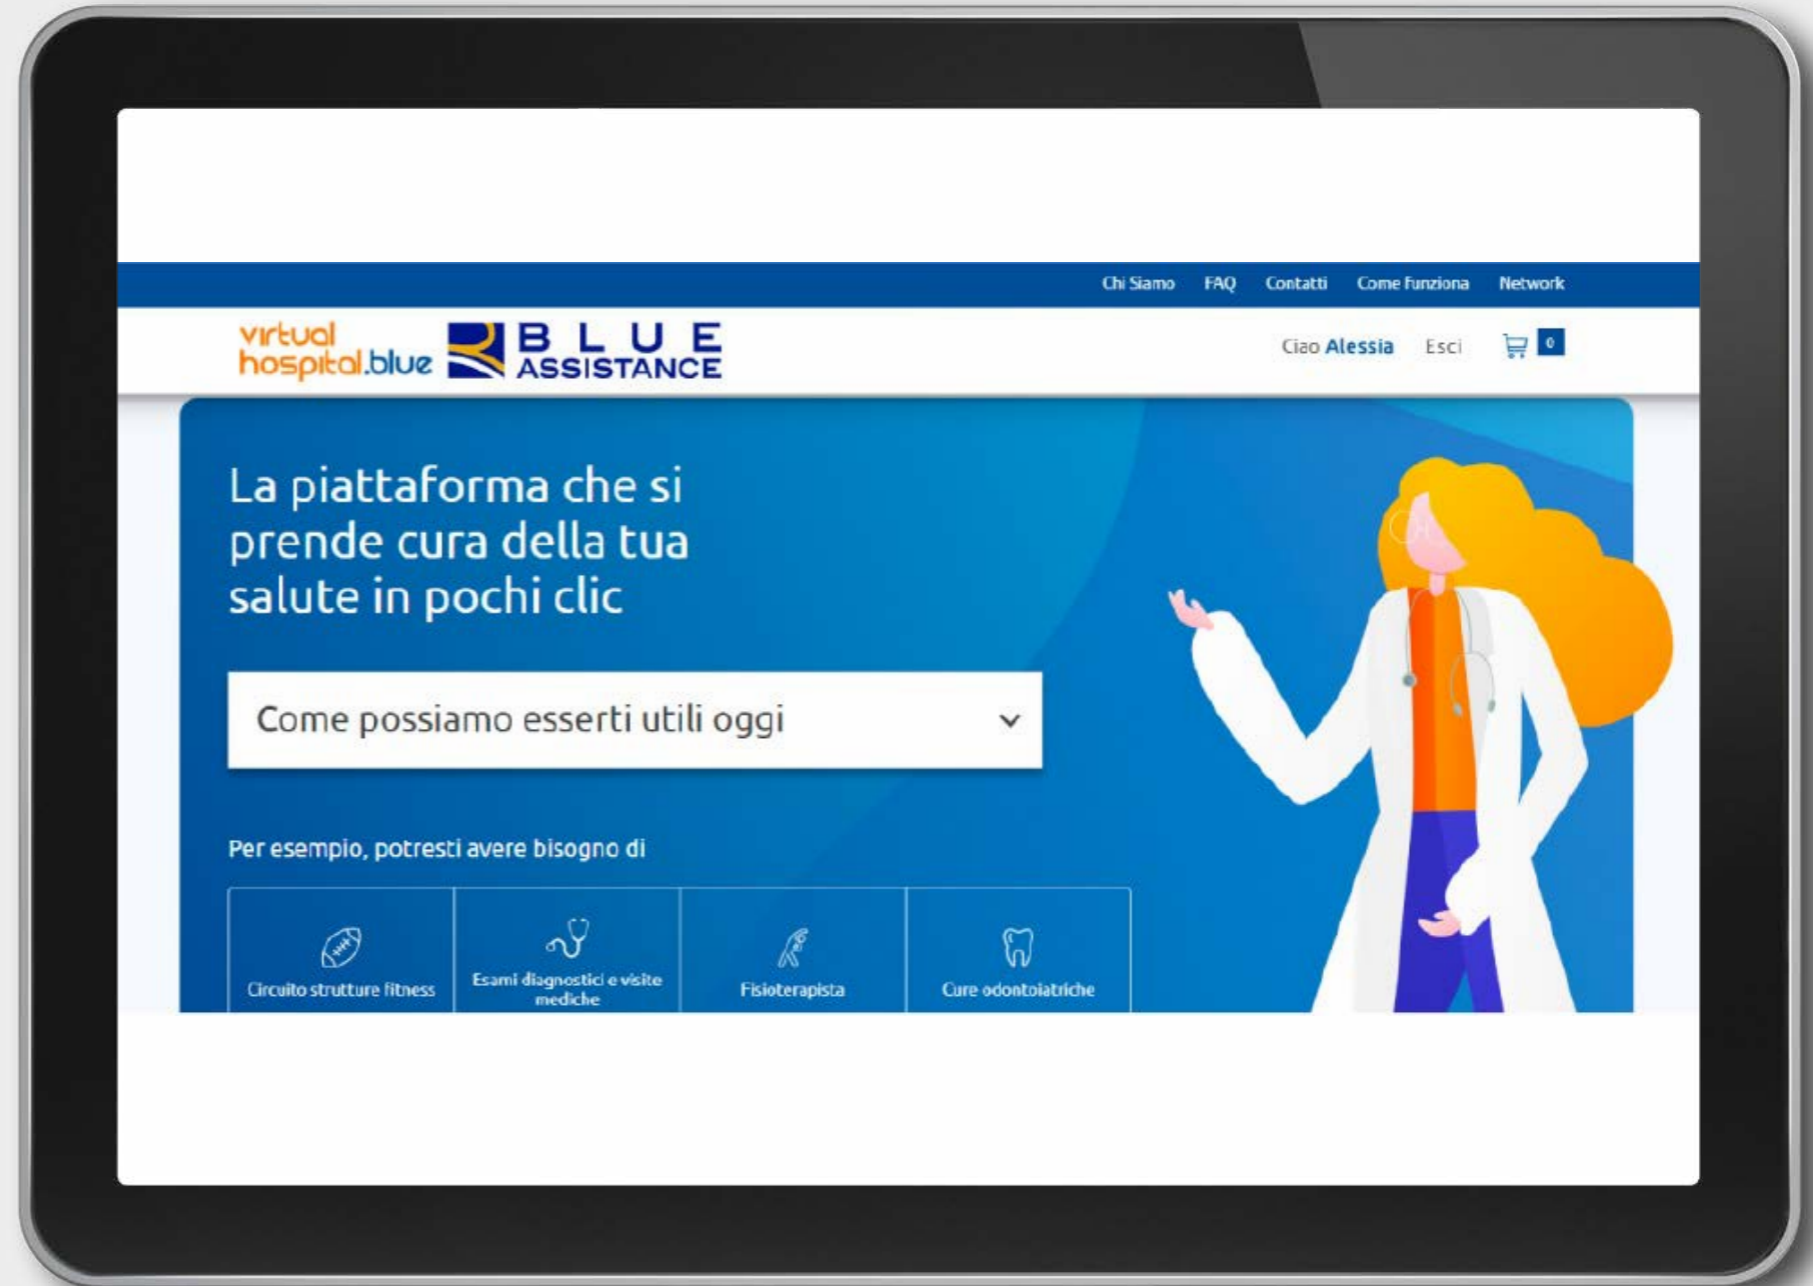 Chi Siamo FAQ Contatti Come funziona Network
virtual
hospital.blue
BLUE
ASSISTANCE
Ciao Alessia Esci 0
La piattaforma che si
prende cura della tua
salute in pochi clic
Come possiamo esserti utili oggi
Per esempio, potresti avere bisogno di
Circuito strutture fitness
Esami diagnostici e visite
mediche
Fisioterapista
Cure odontoiatriche